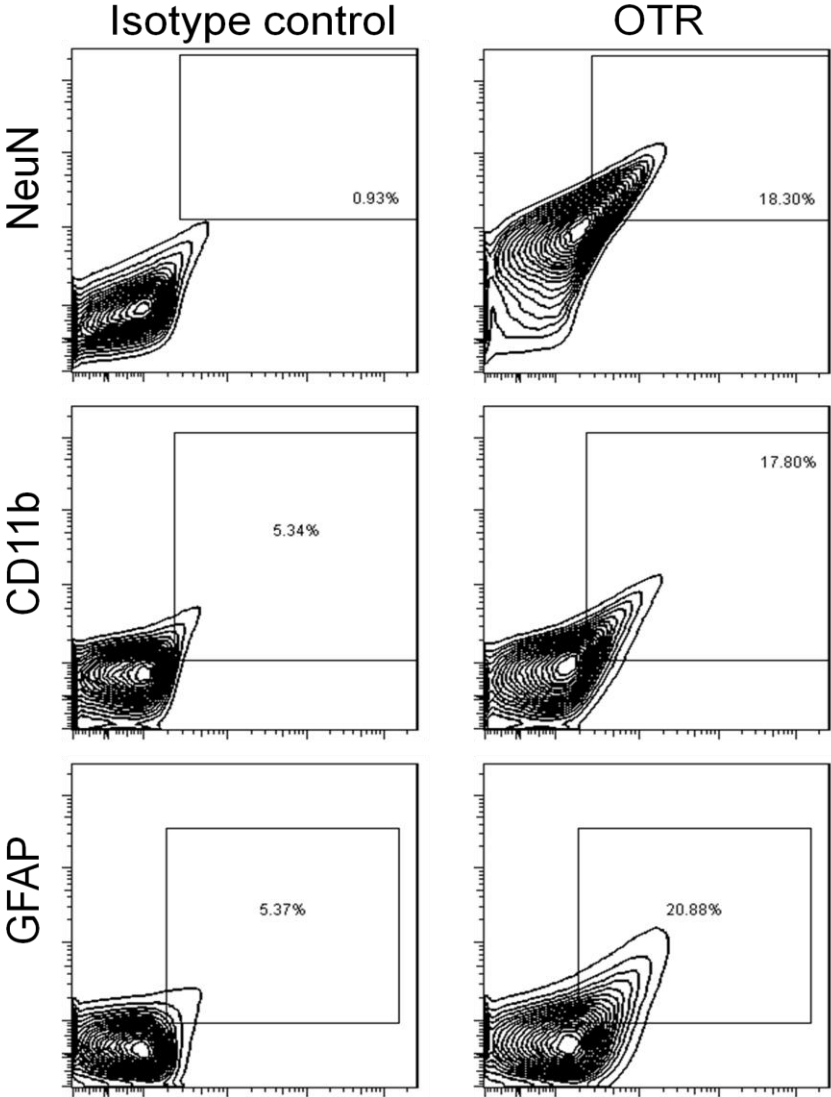 Isotype control OTR
NeuN
0.93%
18.30%
CD11b
5.34%
17.80%
GFAP
5.37%
20.88%